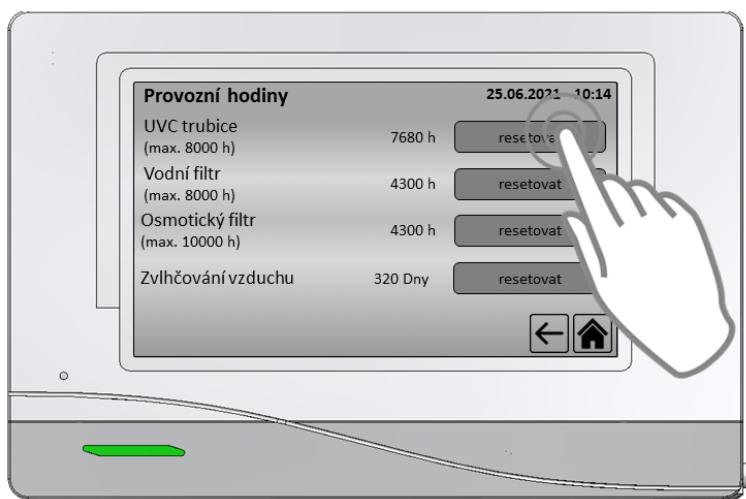 Provozní hodiny 25.06.2021 10:14
UVC trubice
(max. 8000 h) 7680 h resetovat
Vodní filtr
(max. 8000 h) 4300 h resetovat
Osmotický filtr
(max. 10000 h) 4300 h resetovat
Zvlhčování vzduchu 320 Dny resetovat